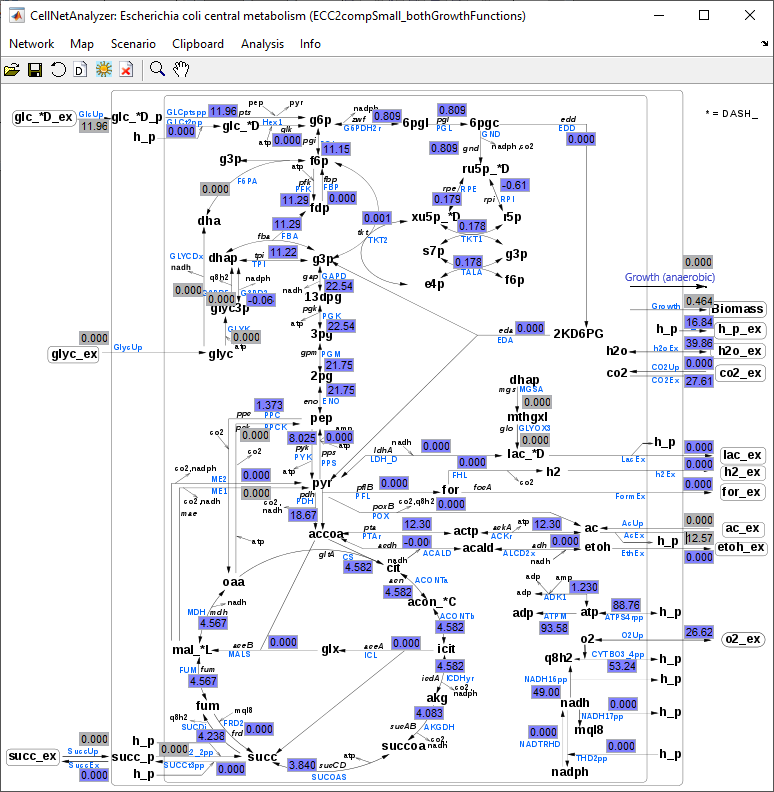 CellNetAnalyzer: Escherichia coli central metabolism (ECC2compSmall_bothGrowthFunctions)
Network Map Scenario Clipboard Analysis Info
* = DASH_
glc_*D_ex GlcUp 11.96 glc_*D_p GLCptspp 11.96 pts pep pyr g6p
h_p GLCt2pp 0.000 glc_*D Hex1 glk 0.000 atp
G6PDH2r zwf nadph 0.809 6pgl PGL pgl 0.809 6pgc edd EDD 0.000
pgi 11.15
GND 0.809 gnd nadph,co2
g3p atp f6p
F6PA 0.000
ru5p_*D
pfk PFK 11.29 atp fbp FBP 0.000
rpe RPE 0.179 rpi RPI -0.61
dha fdp
0.001 xu5p_*D r5p
tkt TKT2 0.178 TKT1
fba FBA 11.29
s7p g3p
0.178 TALA
e4p f6p
GLYCDx nadh dhap tpi TPI 11.22 g3p
q8h2 nadph
0.000 0.000 -0.06
glyc3p
gap GAPD 22.54 nadh
13dpg
pgk PGK 22.54 atp
3pg
GLYK 0.000 atp
glyc_ex 0.000 GlycUp glyc
gpm PGM 21.75
2pg
eno ENO 21.75
pep
0.000
Growth (anaerobic)
Growth 0.464 Biomass
h_p 16.84 h_p_ex
h2o 39.86 h2oEx h2o_ex
co2 0.000 CO2Up co2_ex
CO2Ex 27.61
eda EDA 0.000 2KD6PG
dhap
mgs MGSA 0.000
mthgxl
glo GLYOX3 0.000
lac_*D
1.373 ppc PPC
PPCK 0.000 co2 co2 atp
8.025 pyk PYK atp
0.000 amp pps PPS atp
ldhA LDH_D nadh 0.000
h_p LacEx 0.000 lac_ex
co2,nadph ME2 0.000
ME1 0.000 co2,nadh mae
pyr
FHL 0.000 h2 co2 h2Ex 0.000 h2_ex
pflB PFL 0.000 for focA FormEx 0.000 for_ex
pdh PDH 18.67 co2, nadh
poxB POX 0.000 co2,q8h2
accoa pta PTAr 12.30 actp ackA ACKr atp 12.30 ac
AcUp 0.000 ac_ex
AcEx 12.57 h_p
adh ACALD -0.00 nadh acald ALCD2x adh nadh 0.000 etoh EthEx 0.000 etoh_ex
gltA CS 4.582 cit
acn ACONTa 4.582
acon_*C
ACONTb 4.582
icit
atp oaa
MDH mdh nadh 4.567
mal_*L aceB MALS 0.000 glx aceA ICL 0.000
FUM fum 4.567
fum
4.582 icdA ICDHyr co2, nadph
akg
4.083 AKGDH sucAB co2, nadh
succoa
3.840 sucCD SUCOAS atp
q8h2 SUCDi 4.238
mql8 FRD2 frd 0.000
succ
succ_ex SuccUp 0.000 SuccEx 0.000 succ_p
h_p 0.000
h_p SUCCt3pp 0.000
adp amp ADK1 adp 1.230
adp ATPM 93.58 atp ATPS4rpp 88.76 h_p
o2 O2Up 26.62 o2_ex
q8h2 CYTBO3_4pp 53.24 h_p
NADH16pp 49.00 h_p
nadh NADH17pp 0.000 h_p
mql8
NADTRHD 0.000 THD2pp 0.000 h_p
nadph